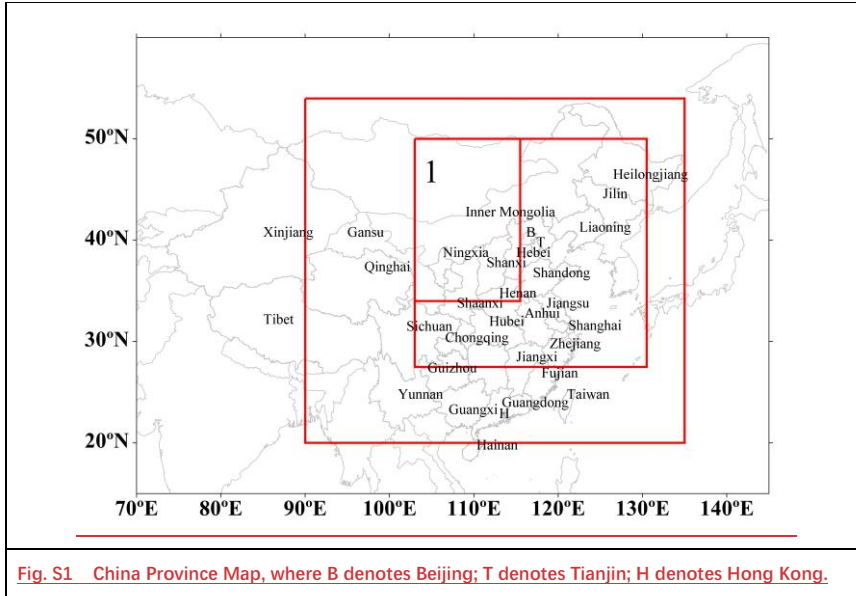 50ºN
1
Heilongjiang
Jilin
Inner Mongolia
Liaoning
Xinjiang
Gansu
B
40ºN
T
Ningxia
Hebei
Shanxi
Qinghai
Shandong
Henan
Shaanxi
Jiangsu
Anhui
Tibet
Hubei
Sichuan
Shanghai
Chongqing
30ºN
Zhejiang
Jiangxi
Guizhou
Fujian
Yunnan
Taiwan
Guangdong
Guangxi
H
20ºN
Hainan
70ºE 80ºE 90ºE 100ºE 110ºE 120ºE 130ºE 140ºE
Fig. S1 China Province Map, where B denotes Beijing; T denotes Tianjin; H denotes Hong Kong.